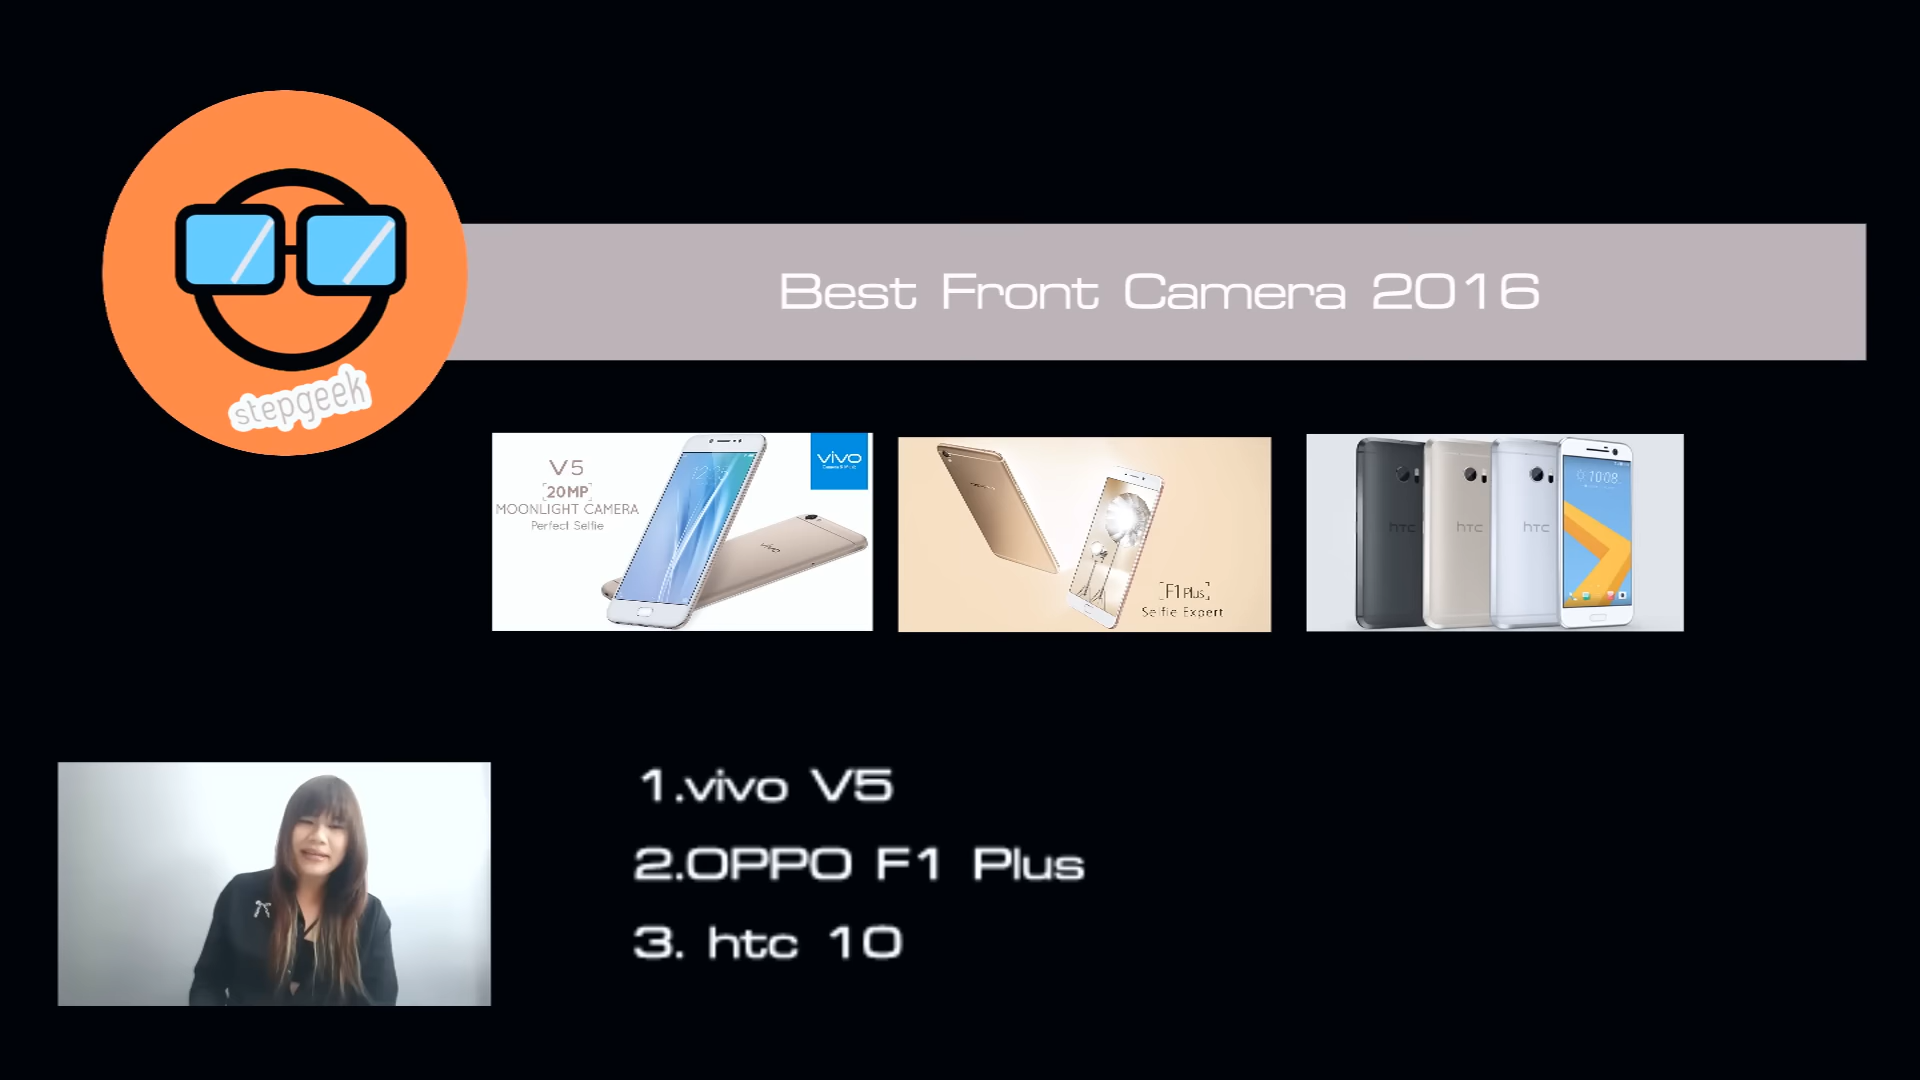 stepgeek
Best Front Camera 2016
V5
20MP
MOONLIGHT CAMERA
Perfect Selfie
vivo
vivo
F1 Plus
Selfie Expert
htc
htc
htc
10:08
1.vivo V5
2.OPPO F1 Plus
3. htc 10